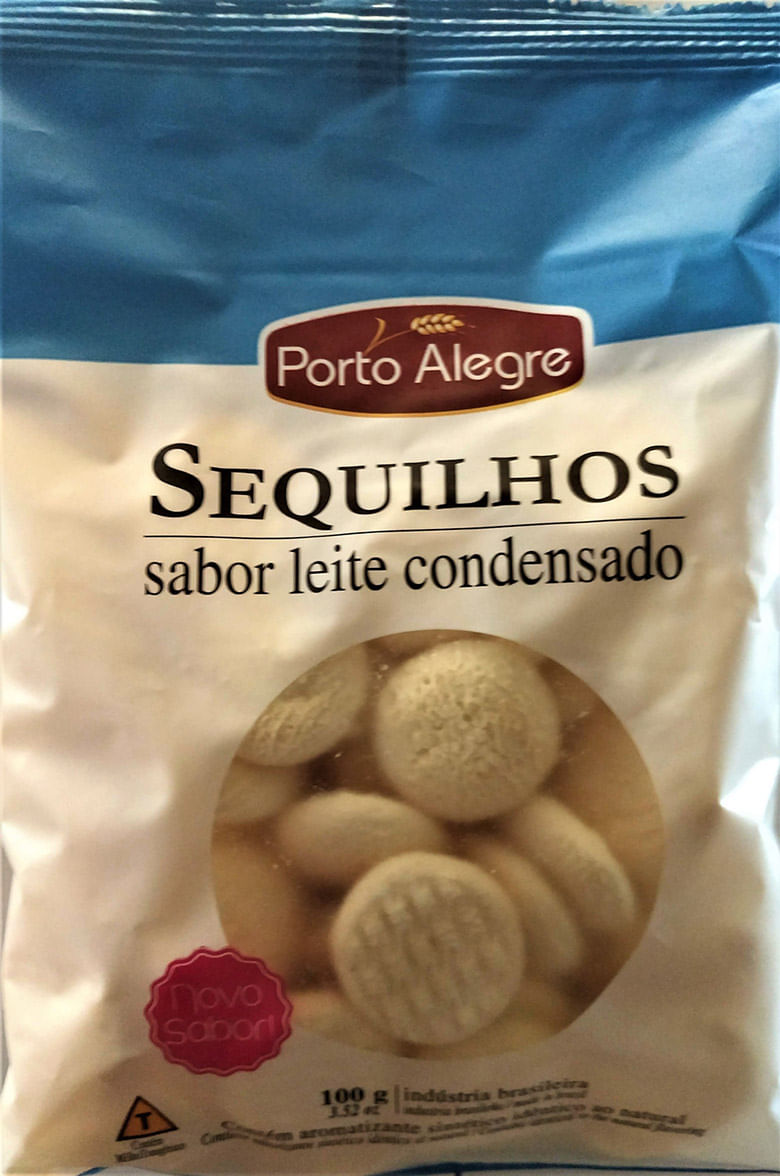 Porto Alegre
SEQUILHOS
sabor leite condensado
Novo
Sabor!
100 g
indústria brasileira
3.52 oz
T
Contém aromatizante sintético idêntico ao natural